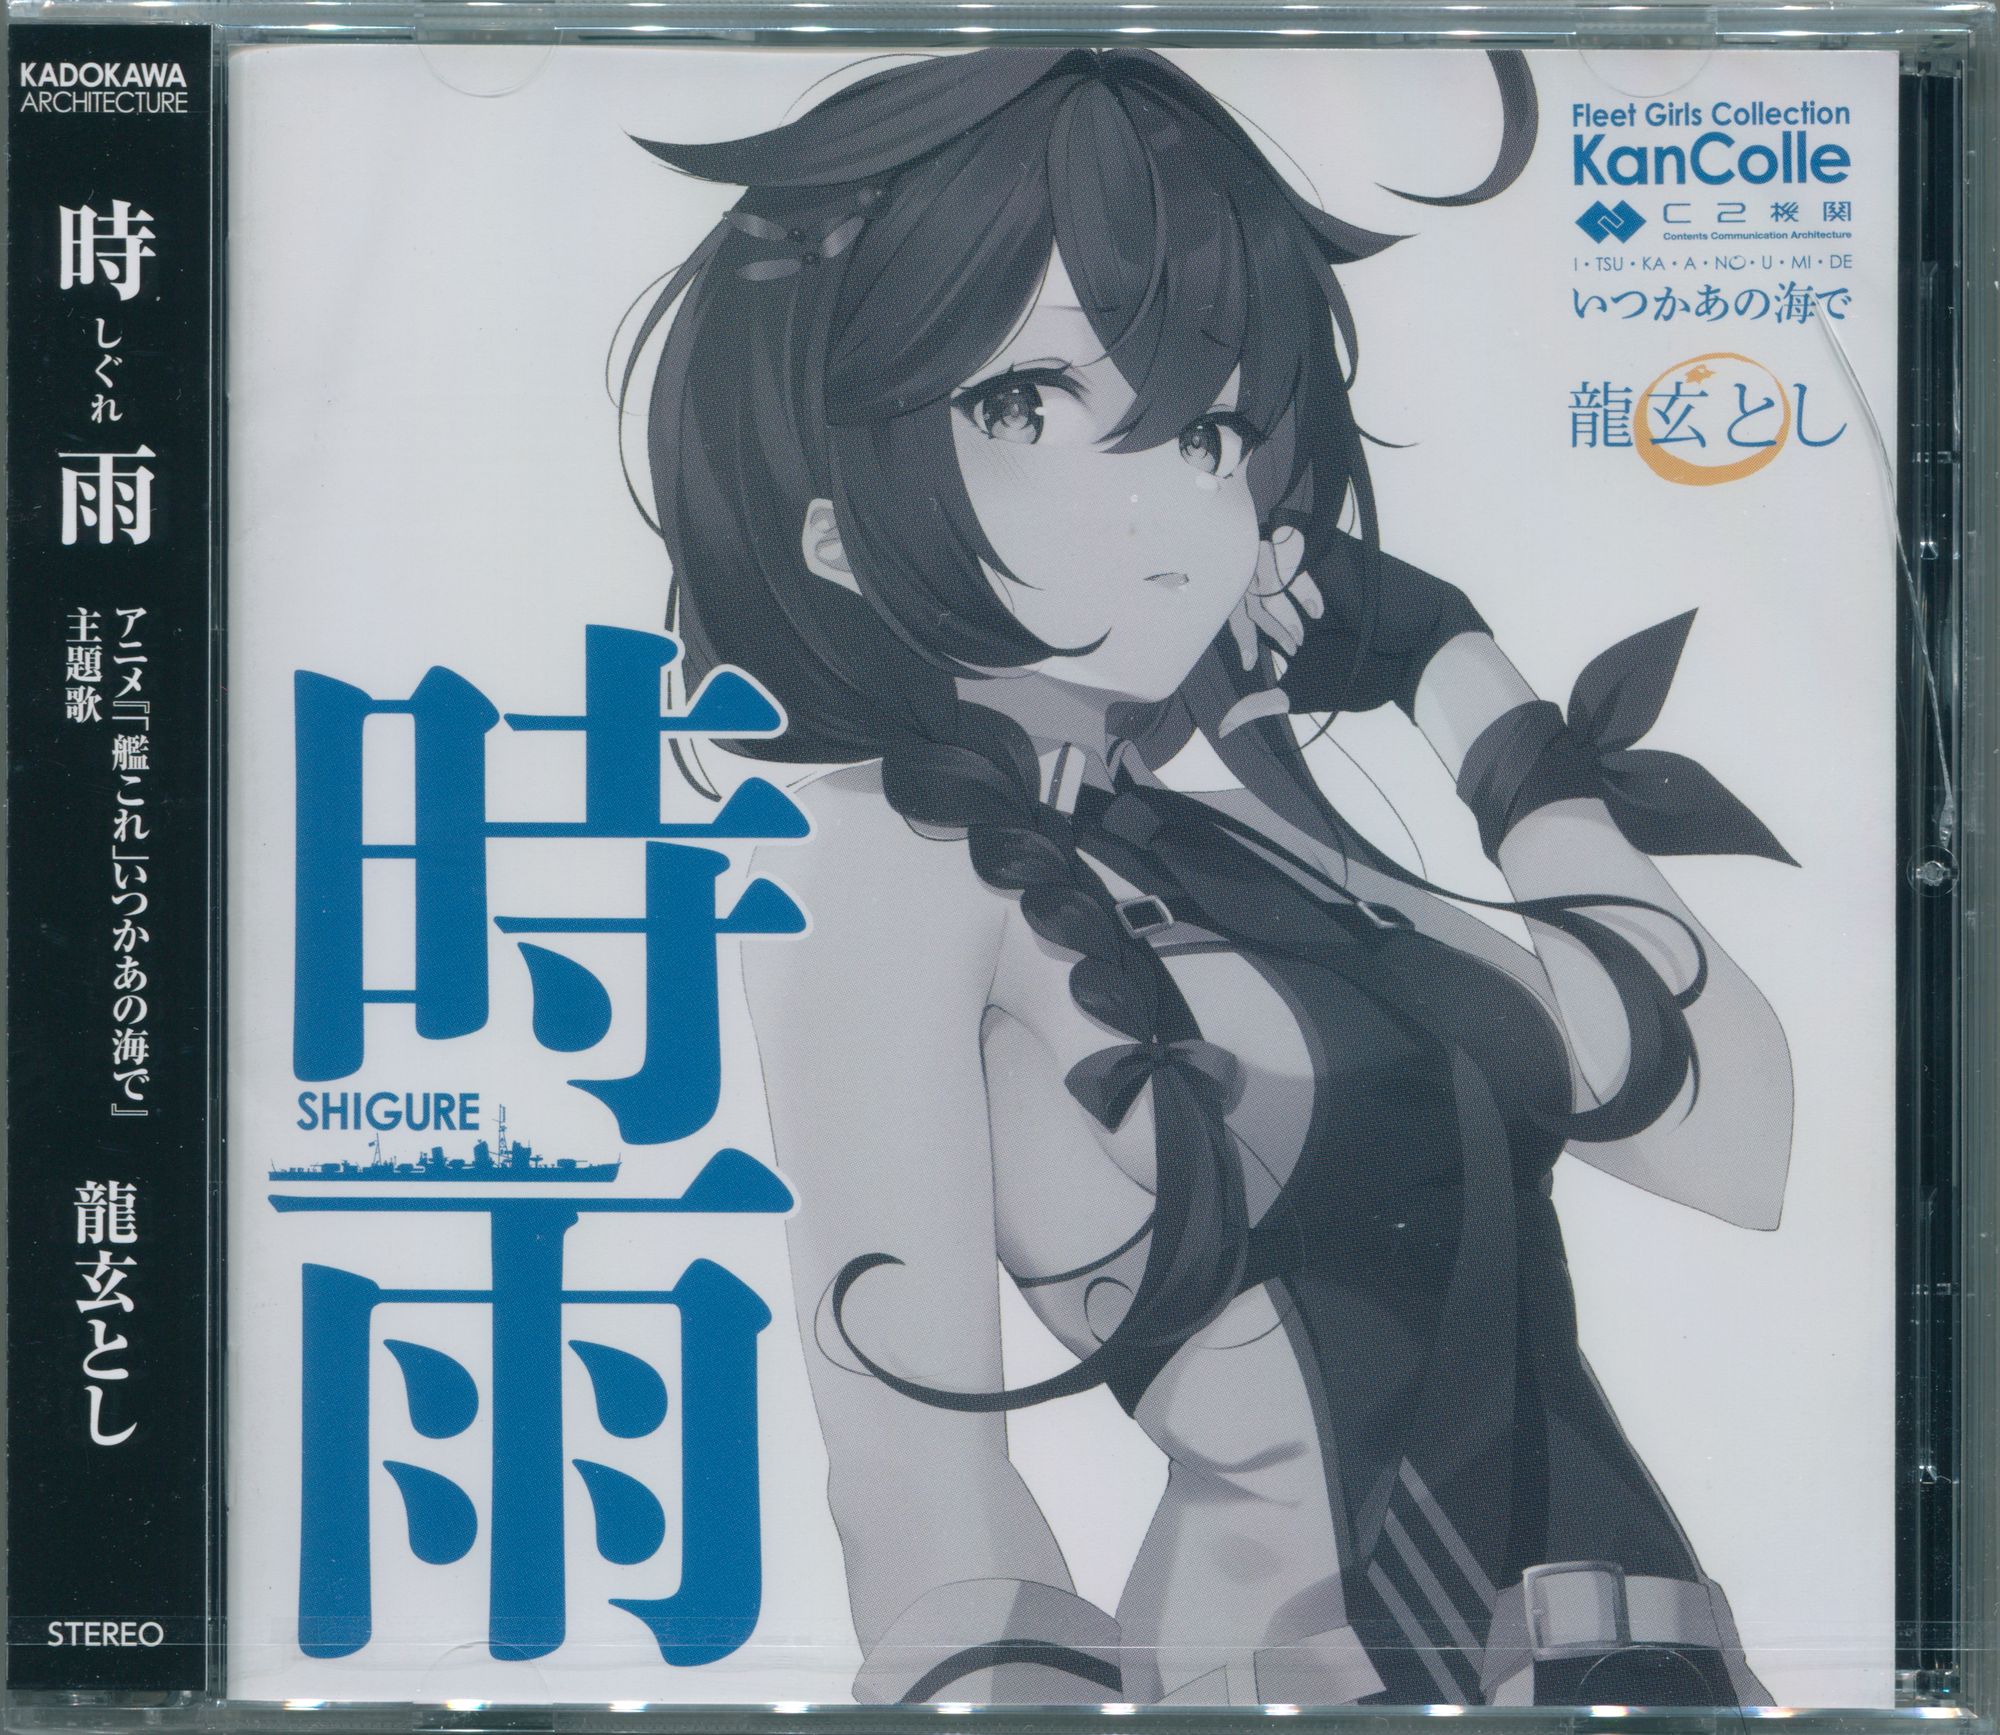 KADOKAWA
ARCHITECTURE
時雨
しぐれ
アニメ『「艦これ」いつかあの海で』
主題歌
龍玄とし
STEREO
Fleet Girls Collection
KanColle
C2機関
Contents Communication Architecture
I・TSU・KA・A・NO・U・MI・DE
いつかあの海で
龍玄とし
時雨
SHIGURE